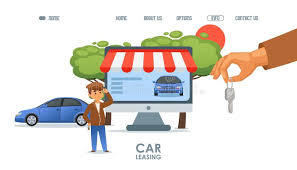 HOME ABOUT US OPTIONS INFO CONTACT US
CAR
LEASING